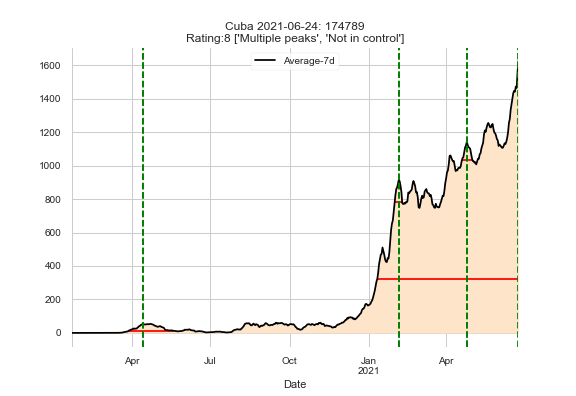 Cuba 2021-06-24: 174789
Rating:8 ['Multiple peaks', 'Not in control']
Average-7d
1600
1400
1200
1000
800
600
400
200
0
Apr
Jul
Oct
Jan
2021
Apr
Date